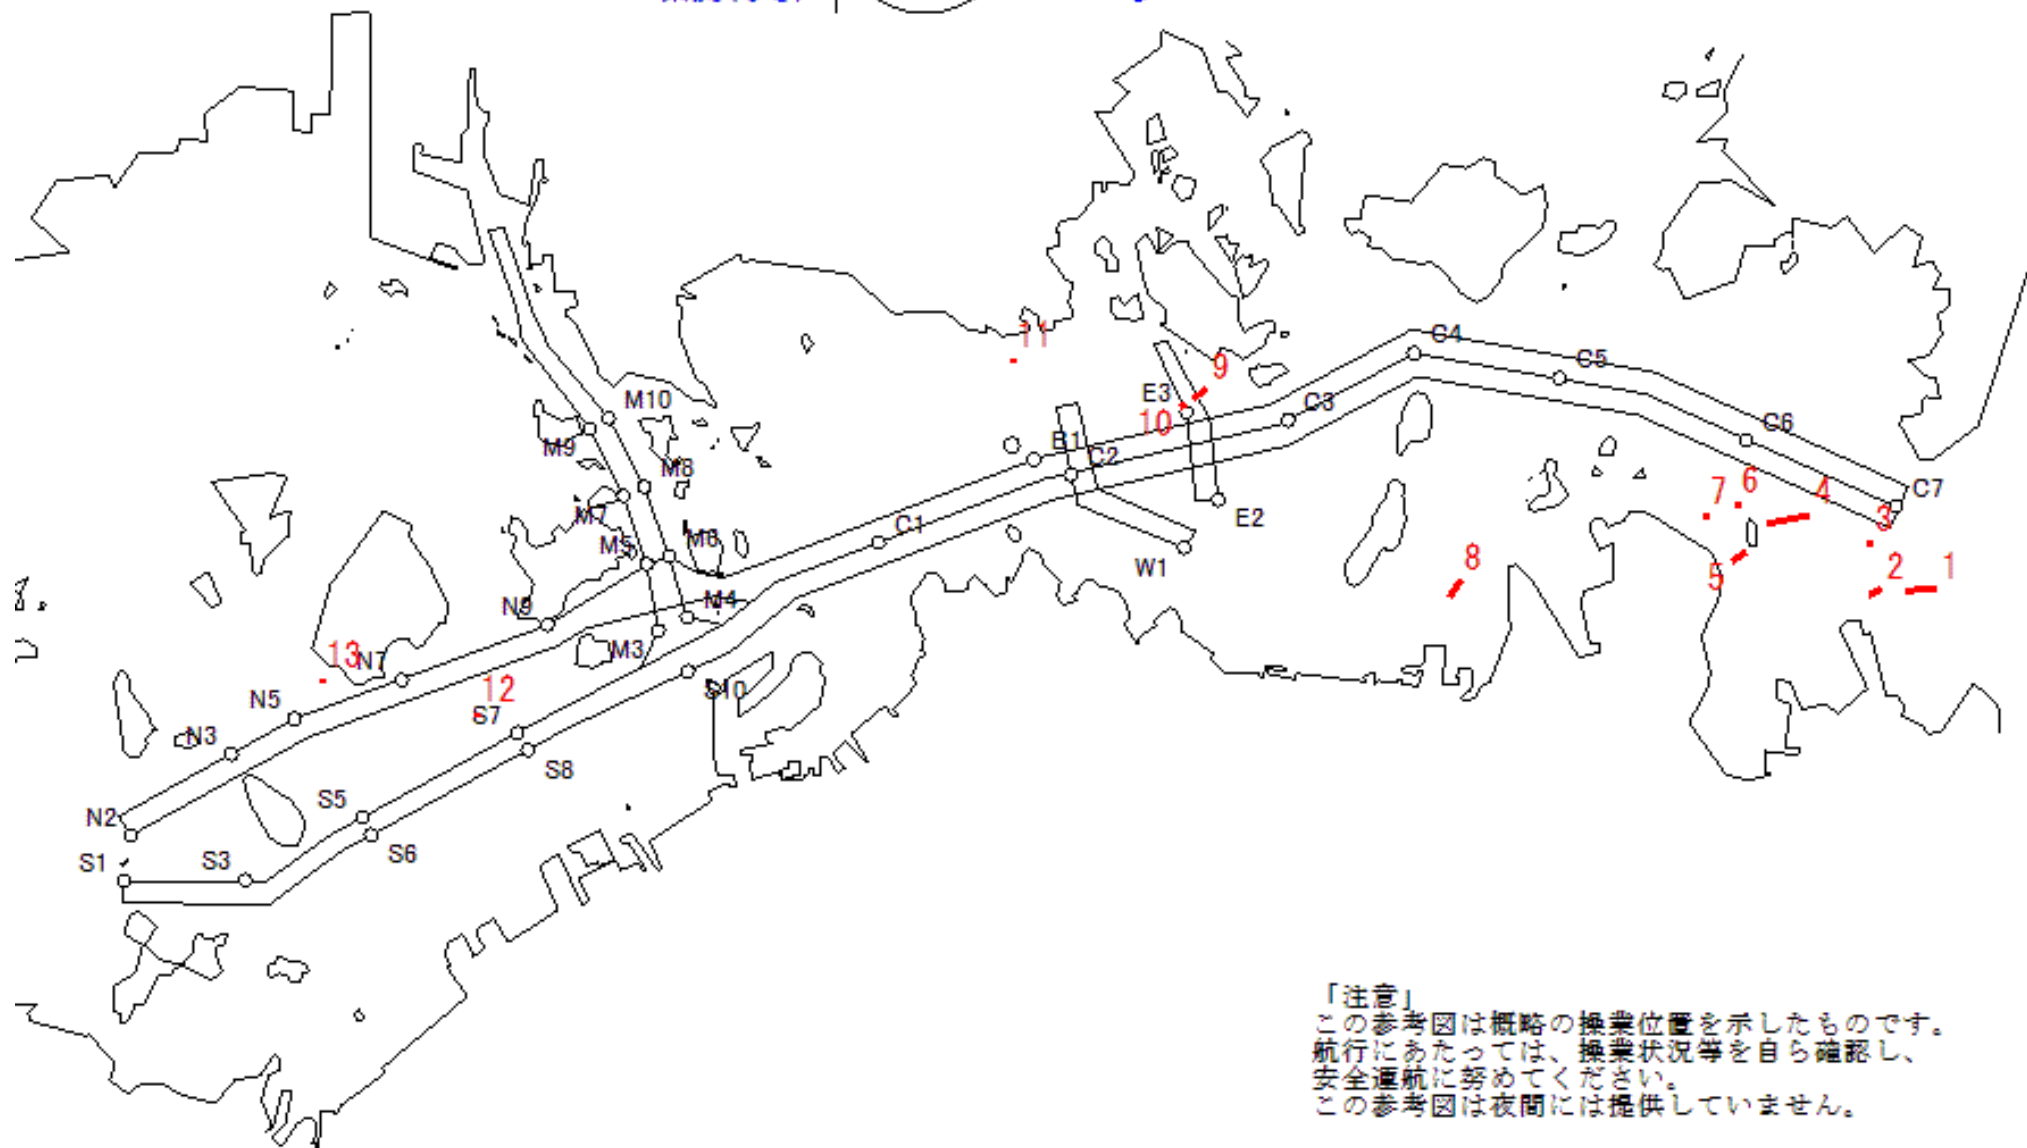 11
C4
C5
9
E3
10
M10
C3
C6
M9
B1
C2
M8
6
7
4
C7
M7
E2
3
C1
M5
M6
W1
8
5
2
1
N9
M4
M3
13
N7
12
S10
N5
S7
N3
S8
S5
N2
S6
S1
S3
「注意」
この参考図は概略の操業位置を示したものです。
航行にあたっては、操業状況等を自ら確認し、
安全運航に努めてください。
この参考図は夜間には提供していません。